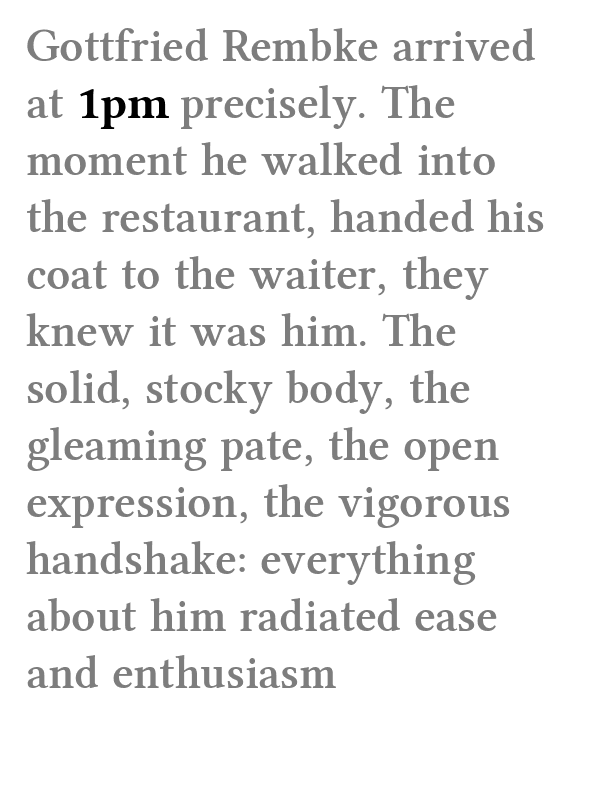 Gottfried Rembke arrived
at 1pm precisely. The
moment he walked into
the restaurant, handed his
coat to the waiter, they
knew it was him. The
solid, stocky body, the
gleaming pate, the open
expression, the vigorous
handshake: everything
about him radiated ease
and enthusiasm